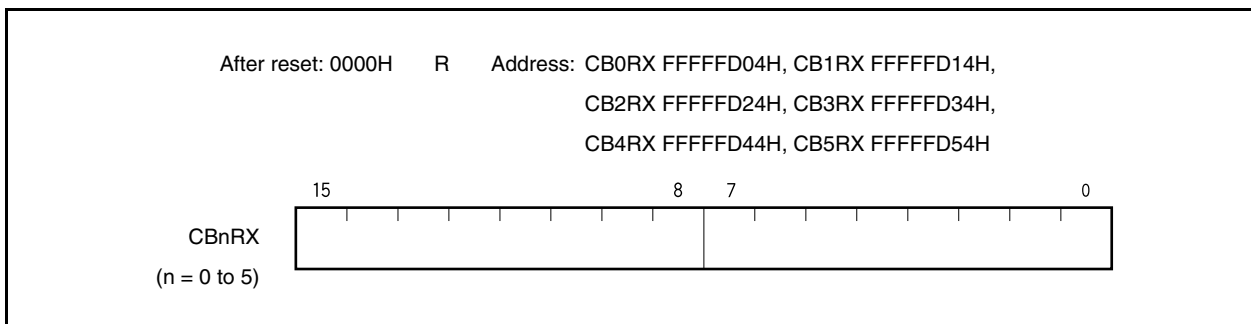 After reset: 0000H R Address: CB0RX FFFFFD04H, CB1RX FFFFFD14H,
CB2RX FFFFFD24H, CB3RX FFFFFD34H,
CB4RX FFFFFD44H, CB5RX FFFFFD54H
15 8 7 0
CBnRX
(n = 0 to 5)